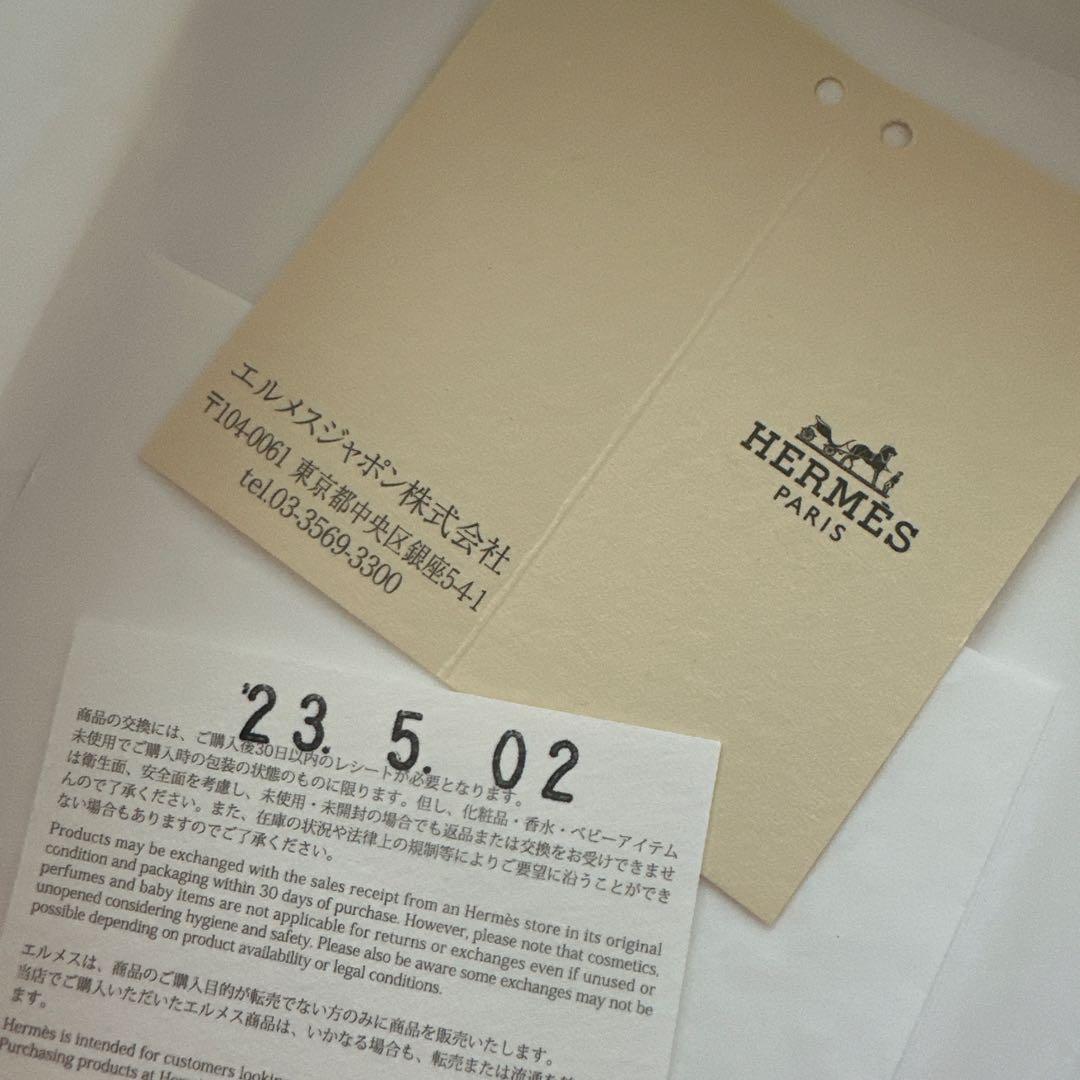 エルメスジャポン株式会社
〒104-0061 東京都中央区銀座5-4-1
tel.03-3569-3300
HERMÈS
PARIS
'23. 5. 02
商品の交換には、ご購入後30日以内のレシートが必要となります。
未使用でご購入時の包装の状態のものに限ります。但し、化粧品・香水・ベビーアイテム
は衛生面、安全面を考慮し、未使用・未開封の場合でも返品または交換をお受けできませ
んので了承ください。また、在庫の状況や法律上の規制等によりご要望に沿うことができ
ない場合もありますのでご了承ください。
Products may be exchanged with the sales receipt from an Hermès store in its original
condition and packaging within 30 days of purchase. However, please note that cosmetics,
perfumes and baby items are not applicable for returns or exchanges even if unused or
unopened considering hygiene and safety. Please also be aware some exchanges may not be
possible depending on product availability or legal conditions.
エルメスは、商品のご購入目的が転売でない方のみに商品を販売いたします。
当店でご購入いただいたエルメス商品は、いかなる場合も、転売または流通を
ます。
Hermès is intended for customers
Purchasing products at